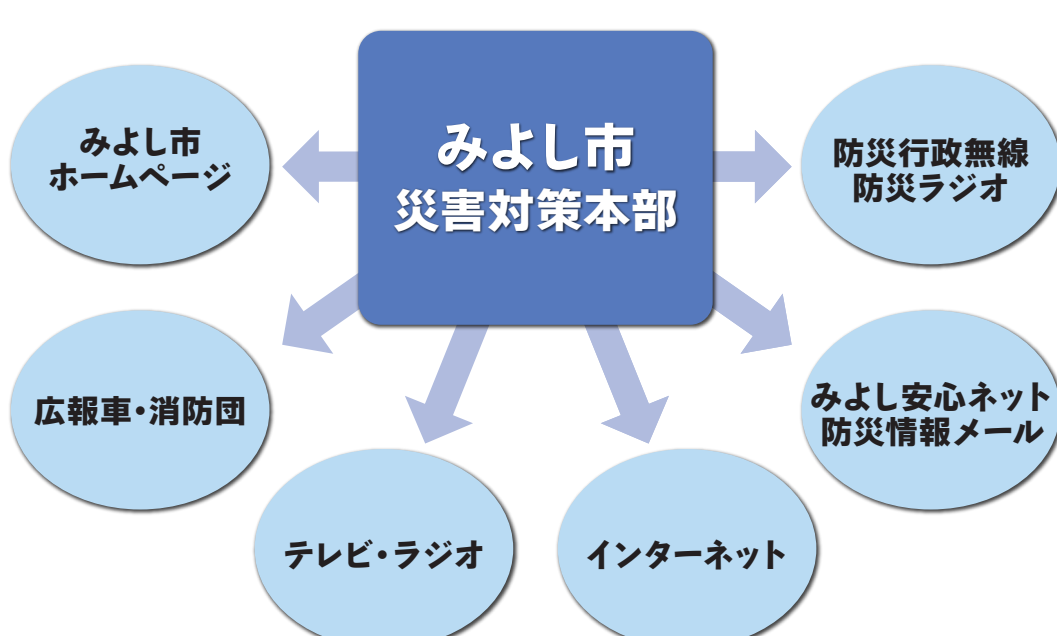 みよし市
災害対策本部
みよし市
ホームページ
防災行政無線
防災ラジオ
広報車・消防団
みよし安心ネット
防災情報メール
テレビ・ラジオ
インターネット